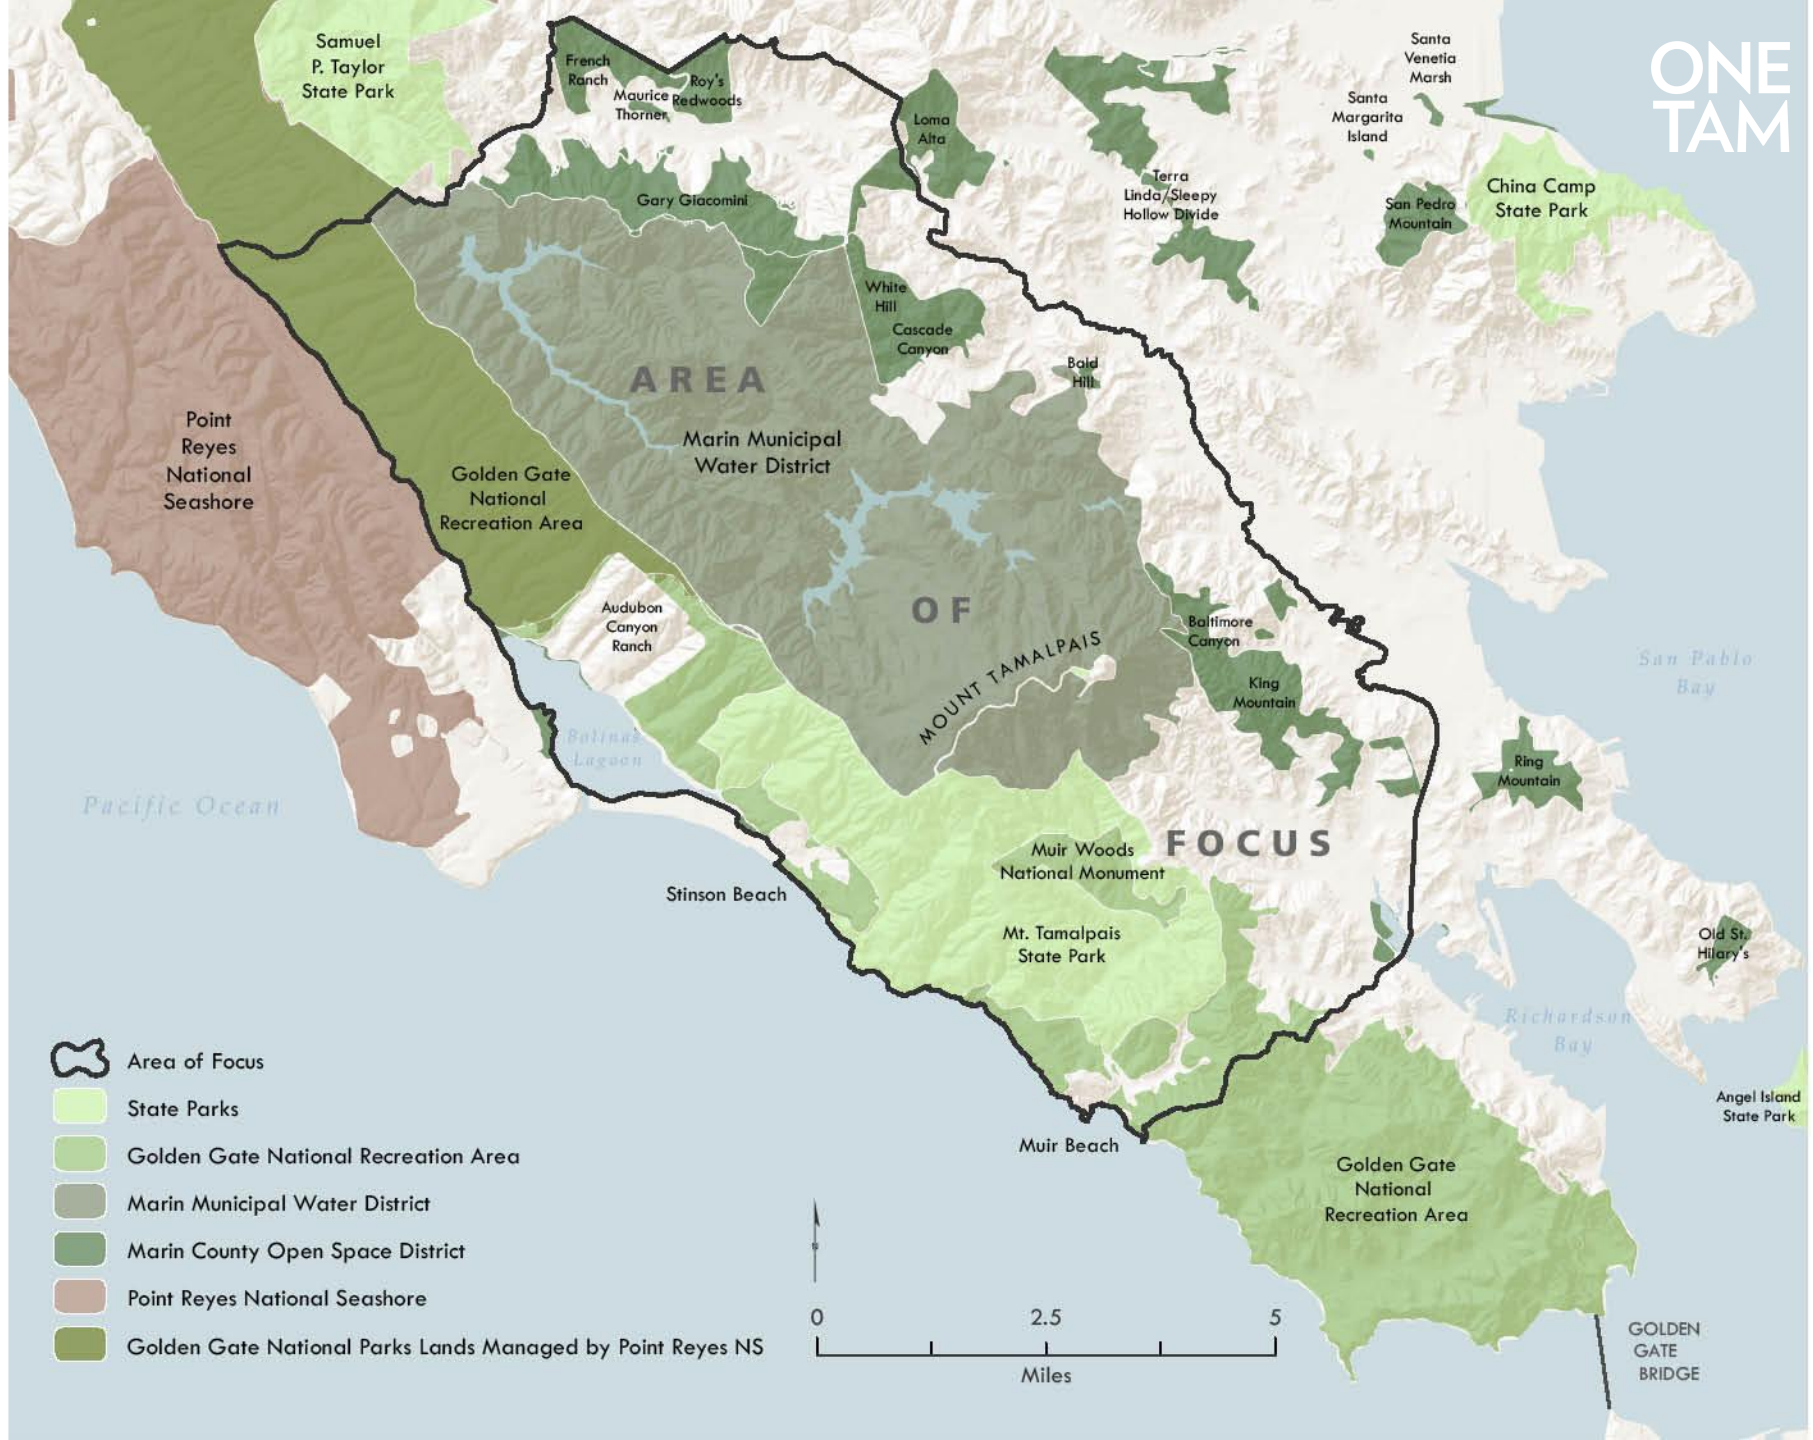 Samuel
P. Taylor
State Park
French
Ranch
Maurice
Thorner
Roy's
Redwoods
Loma
Alta
Santa
Venetia
Marsh
Santa
Margarita
Island
ONE
TAM
Terra
Linda/Sleepy
Hollow Divide
San Pedro
Mountain
China Camp
State Park
Gary Giacomini
White
Hill
Cascade
Canyon
Bald
Hill
AREA
Point
Reyes
National
Seashore
Marin Municipal
Water District
Golden Gate
National
Recreation Area
Audubon
Canyon
Ranch
OF
Baltimore
Canyon
MOUNT TAMALPAIS
King
Mountain
San Pablo
Bay
Bolinas
Lagoon
Ring
Mountain
Pacific Ocean
FOCUS
Muir Woods
National Monument
Stinson Beach
Mt. Tamalpais
State Park
Old St.
Hilary's
Richardson
Bay
Angel Island
State Park
Muir Beach
Golden Gate
National
Recreation Area
Area of Focus
State Parks
Golden Gate National Recreation Area
Marin Municipal Water District
Marin County Open Space District
Point Reyes National Seashore
Golden Gate National Parks Lands Managed by Point Reyes NS
N
0 2.5 5
Miles
GOLDEN
GATE
BRIDGE